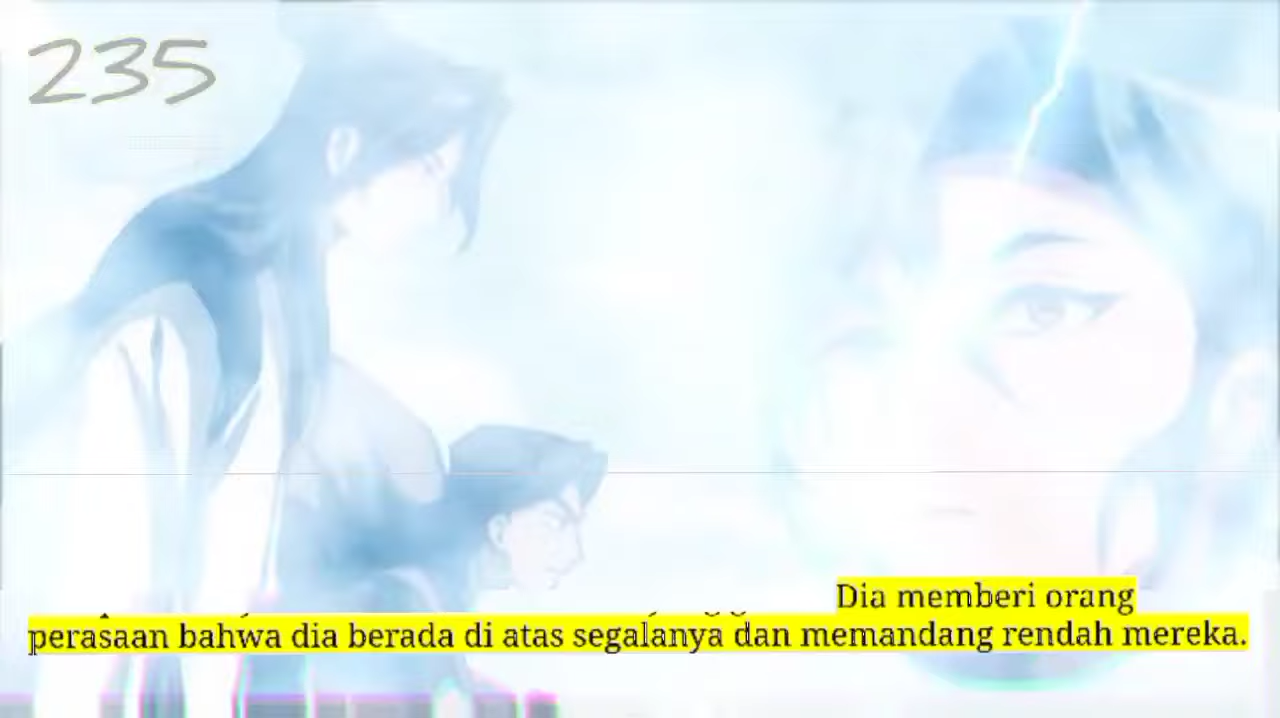 235
Dia memberi orang
perasaan bahwa dia berada di atas segalanya dan memandang rendah mereka.